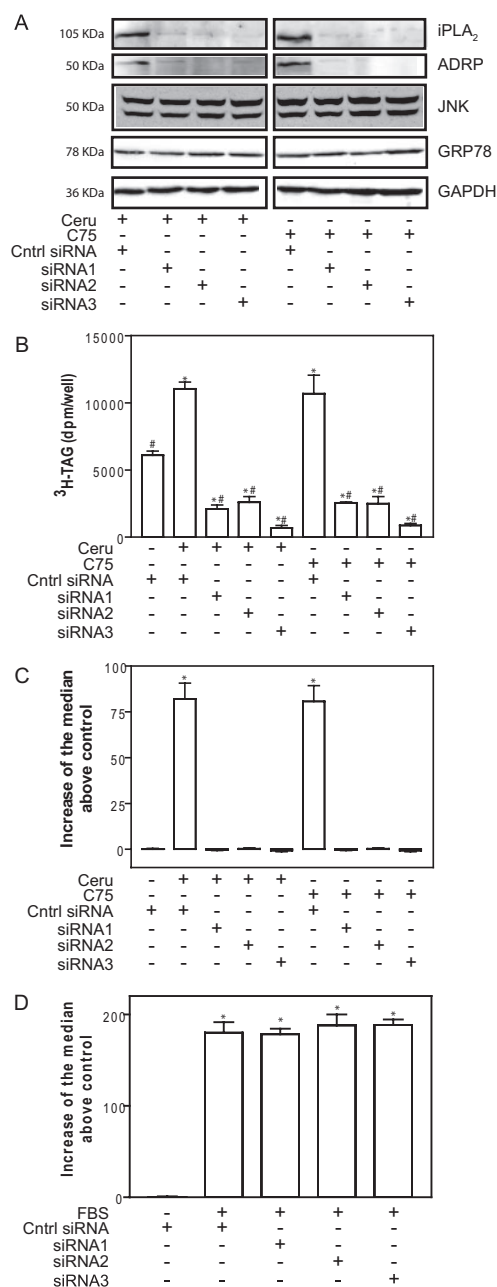 A
105 KDa
iPLA₂
50 KDa
ADRP
50 KDa
JNK
78 KDa
GRP78
36 KDa
GAPDH
Ceru + + + + - - - -
C75 - - - - + + + +
Cntrl siRNA + - - - + - - -
siRNA1 - + - - - + - -
siRNA2 - - + - - - + -
siRNA3 - - - + - - - +
B
³H-TAG (dpm/well)
15000
10000
5000
0
# * *# *# *# * *# *# *#
Ceru - + + + + - - - -
C75 - - - - - + + + +
Cntrl siRNA + + - - - + - - -
siRNA1 - - + - - - + - -
siRNA2 - - - + - - - + -
siRNA3 - - - - + - - - +
C
Increase of the median
above control
100
75
50
25
0
* *
Ceru - + + + + - - - -
C75 - - - - - + + + +
Cntrl siRNA + + - - - + - - -
siRNA1 - - + - - - + - -
siRNA2 - - - + - - - + -
siRNA3 - - - - + - - - +
D
Increase of the median
above control
200
100
0
* * * *
FBS - + + + +
Cntrl siRNA + + - - -
siRNA1 - - + - -
siRNA2 - - - + -
siRNA3 - - - - +